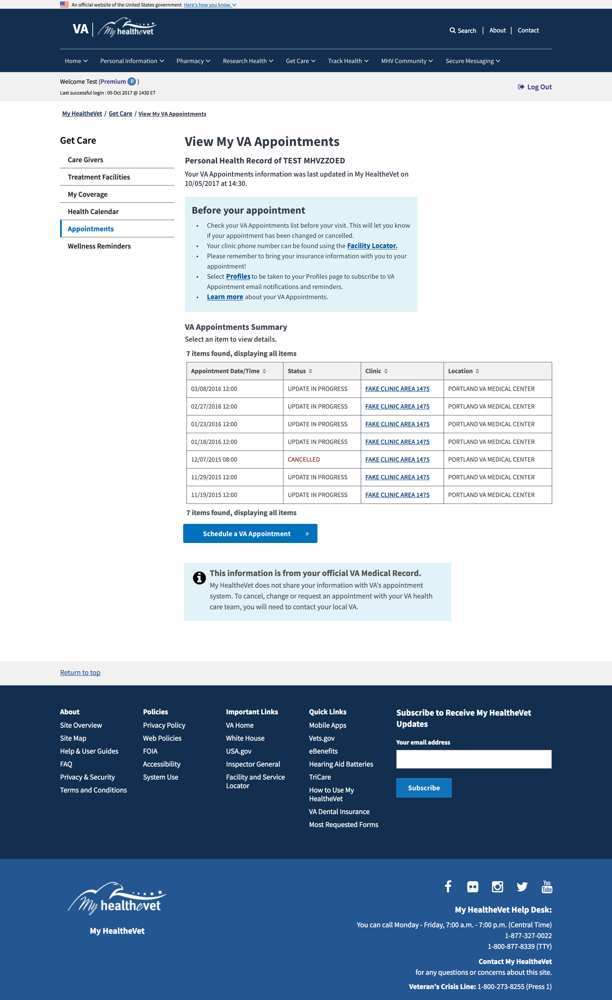 An official website of the United States government Here's how you know.
VA | My healthevet
Search | About | Contact
Home Personal Information Pharmacy Research Health Get Care Track Health MHV Community Secure Messaging
Welcome Test (Premium P )
Log Out
Last successful login : 05 Oct 2017 @ 1430 ET
My HealtheVet / Get Care / View My VA Appointments
Get Care
Care Givers
Treatment Facilities
My Coverage
Health Calendar
Appointments
Wellness Reminders
View My VA Appointments
Personal Health Record of TEST MHVZZOED
Your VA Appointments information was last updated in My HealtheVet on
10/05/2017 at 14:30.
Before your appointment
• Check your VA Appointments list before your visit. This will let you know
if your appointment has been changed or cancelled.
• Your clinic phone number can be found using the Facility Locator.
• Please remember to bring your insurance information with you to your
appointment!
• Select Profiles to be taken to your Profiles page to subscribe to VA
Appointment email notifications and reminders.
• Learn more about your VA Appointments.
VA Appointments Summary
Select an item to view details.
7 items found, displaying all items
Appointment Date/Time Status Clinic Location
03/08/2016 12:00 UPDATE IN PROGRESS FAKE CLINIC AREA 1475 PORTLAND VA MEDICAL CENTER
02/27/2016 12:00 UPDATE IN PROGRESS FAKE CLINIC AREA 1475 PORTLAND VA MEDICAL CENTER
01/23/2016 12:00 UPDATE IN PROGRESS FAKE CLINIC AREA 1475 PORTLAND VA MEDICAL CENTER
01/18/2016 12:00 UPDATE IN PROGRESS FAKE CLINIC AREA 1475 PORTLAND VA MEDICAL CENTER
12/07/2015 08:00 CANCELLED FAKE CLINIC AREA 1475 PORTLAND VA MEDICAL CENTER
11/29/2015 12:00 UPDATE IN PROGRESS FAKE CLINIC AREA 1475 PORTLAND VA MEDICAL CENTER
11/19/2015 12:00 UPDATE IN PROGRESS FAKE CLINIC AREA 1475 PORTLAND VA MEDICAL CENTER
7 items found, displaying all items
Schedule a VA Appointment »
This information is from your official VA Medical Record.
My HealtheVet does not share your information with VA's appointment
system. To cancel, change or request an appointment with your VA health
care team, you will need to contact your local VA.
Return to top
About
Site Overview
Site Map
Help & User Guides
FAQ
Privacy & Security
Terms and Conditions
Policies
Privacy Policy
Web Policies
FOIA
Accessibility
System Use
Important Links
VA Home
White House
USA.gov
Inspector General
Facility and Service
Locator
Quick Links
Mobile Apps
Vets.gov
eBenefits
Hearing Aid Batteries
TriCare
How to Use My
HealtheVet
VA Dental Insurance
Most Requested Forms
Subscribe to Receive My HealtheVet
Updates
Your email address
Subscribe
My healthevet
My HealtheVet
You
Tube
My HealtheVet Help Desk:
You can call Monday - Friday, 7:00 a.m. - 7:00 p.m. (Central Time)
1-877-327-0022
1-800-877-8339 (TTY)
Contact My HealtheVet
for any questions or concerns about this site.
Veteran's Crisis Line: 1-800-273-8255 (Press 1)